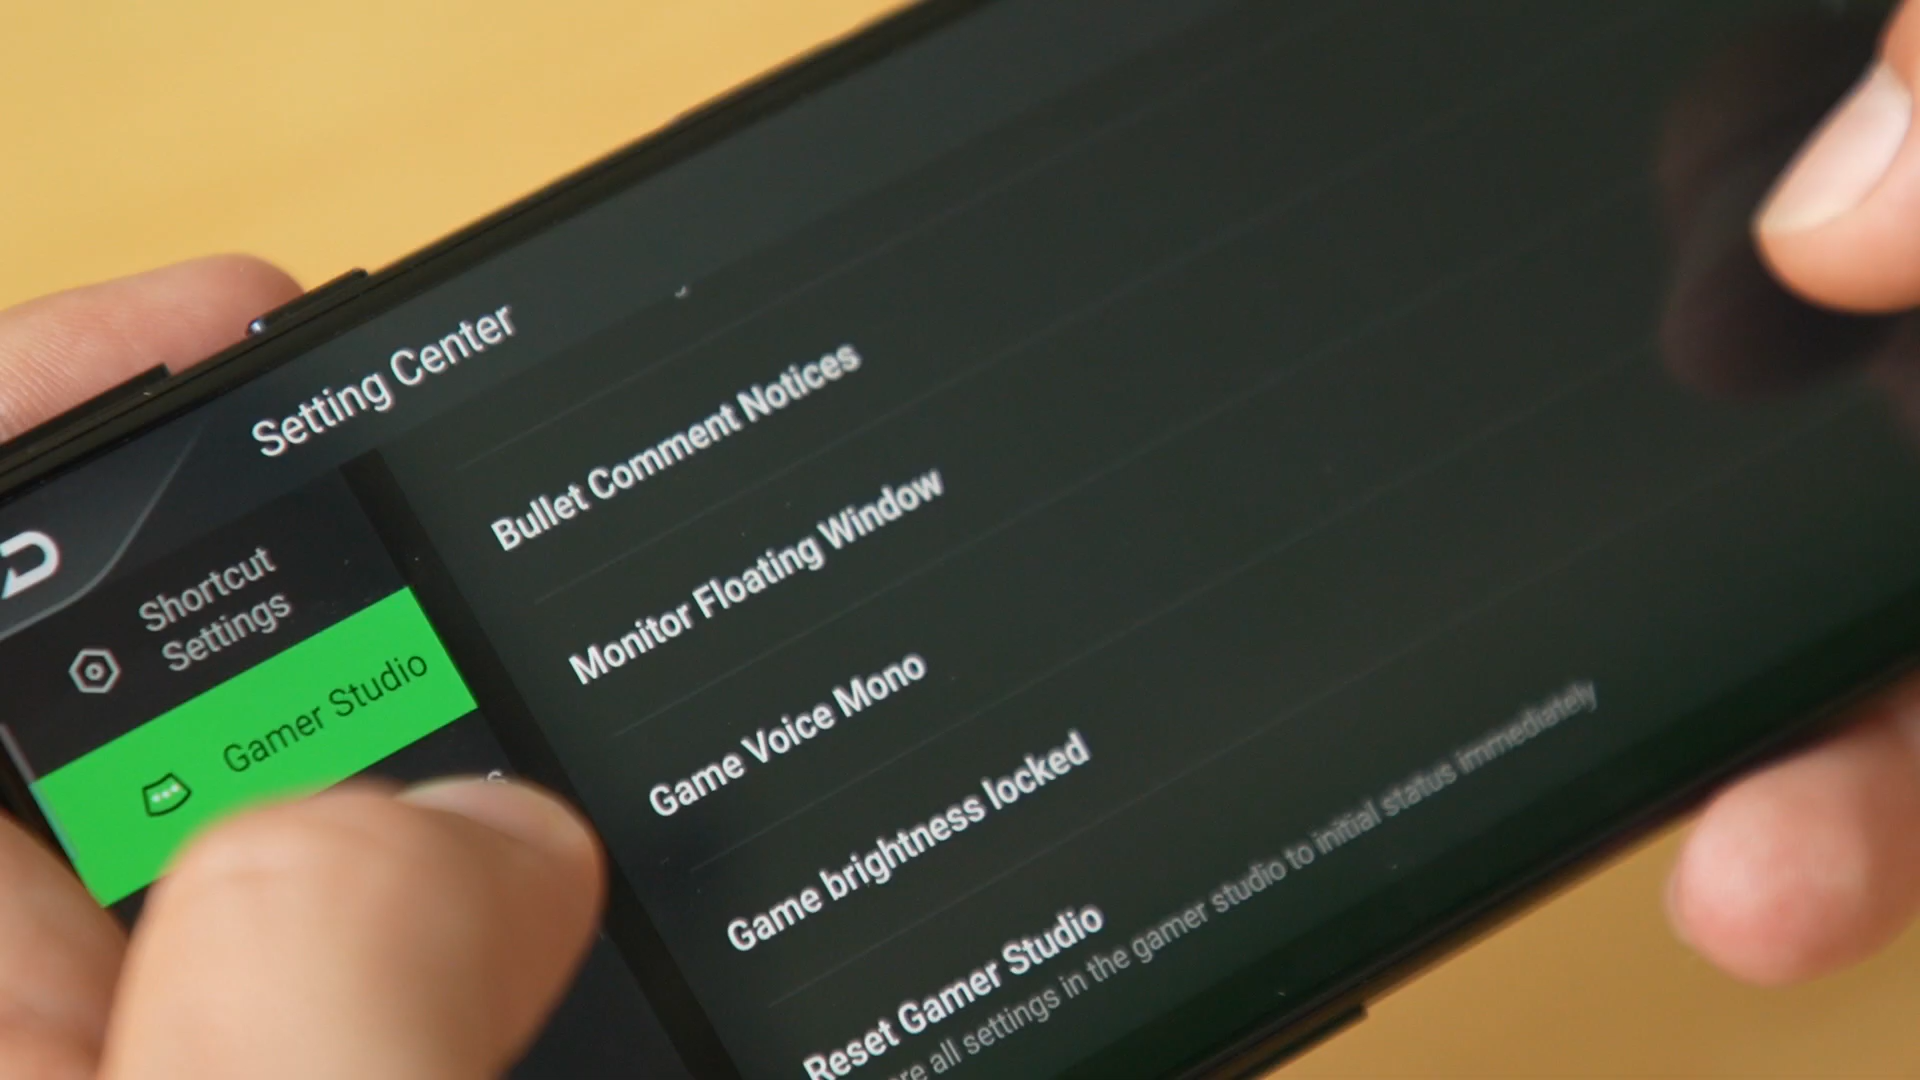 Setting Center
Shortcut
Settings
Gamer Studio
Bullet Comment Notices
Monitor Floating Window
Game Voice Mono
Game brightness locked
Reset Gamer Studio
all settings in the gamer studio to initial status immediately